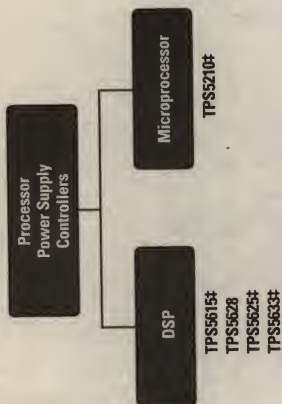 Processor
Power Supply
Controllers
DSP
TPS5615‡
TPS5628
TPS5625‡
TPS5633‡
Microprocessor
TPS5210‡